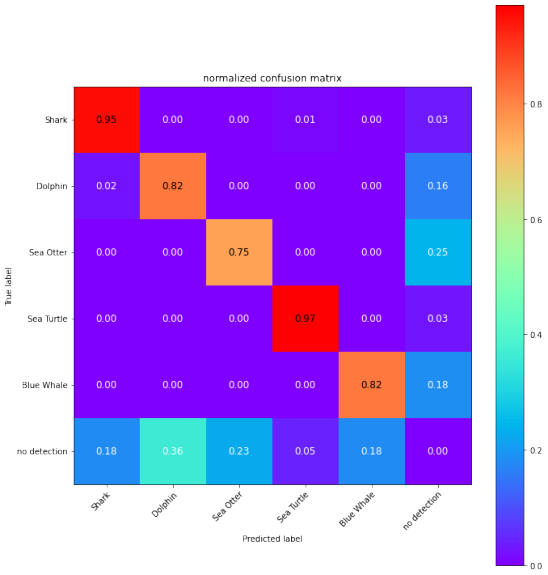 normalized confusion matrix
True label
Shark 0.95 0.00 0.00 0.01 0.00 0.03
Dolphin 0.02 0.82 0.00 0.00 0.00 0.16
Sea Otter 0.00 0.00 0.75 0.00 0.00 0.25
Sea Turtle 0.00 0.00 0.00 0.97 0.00 0.03
Blue Whale 0.00 0.00 0.00 0.00 0.82 0.18
no detection 0.18 0.36 0.23 0.05 0.18 0.00
Shark Dolphin Sea Otter Sea Turtle Blue Whale no detection
Predicted label
0.8
0.6
0.4
0.2
0.0